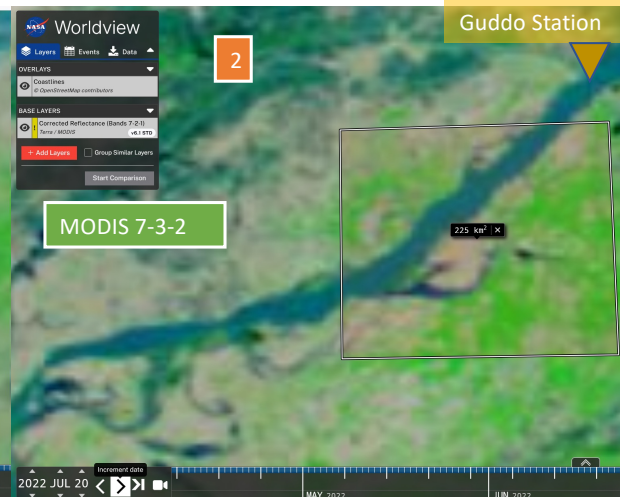 Guddo Station
NASA Worldview
Layers Events Data
2
OVERLAYS
Coastlines
© OpenStreetMap contributors
BASE LAYERS
Corrected Reflectance (Bands 7-2-1)
Terra / MODIS v6.1 STD
+ Add Layers Group Similar Layers
Start Comparison
MODIS 7-3-2
225 km² ×
Increment date
2022 JUL 20
MAY 2022
JUN 2022